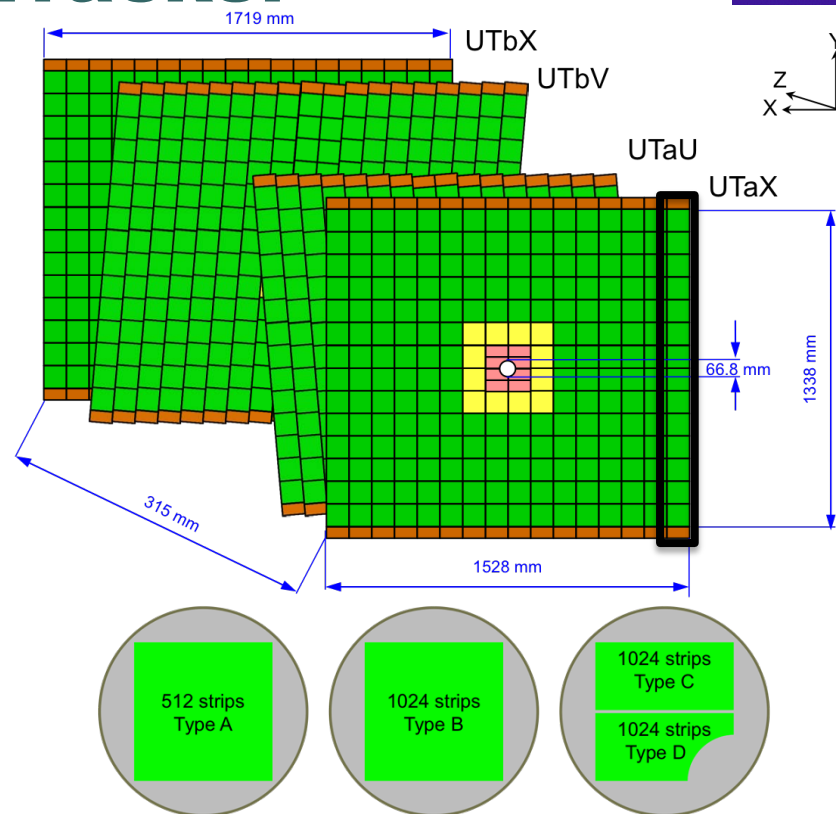 1719 mm
UTbX
UTbV
Y
Z
X
UTaU
UTaX
66.8 mm
1338 mm
315 mm
1528 mm
512 strips
Type A
1024 strips
Type B
1024 strips
Type C
1024 strips
Type D